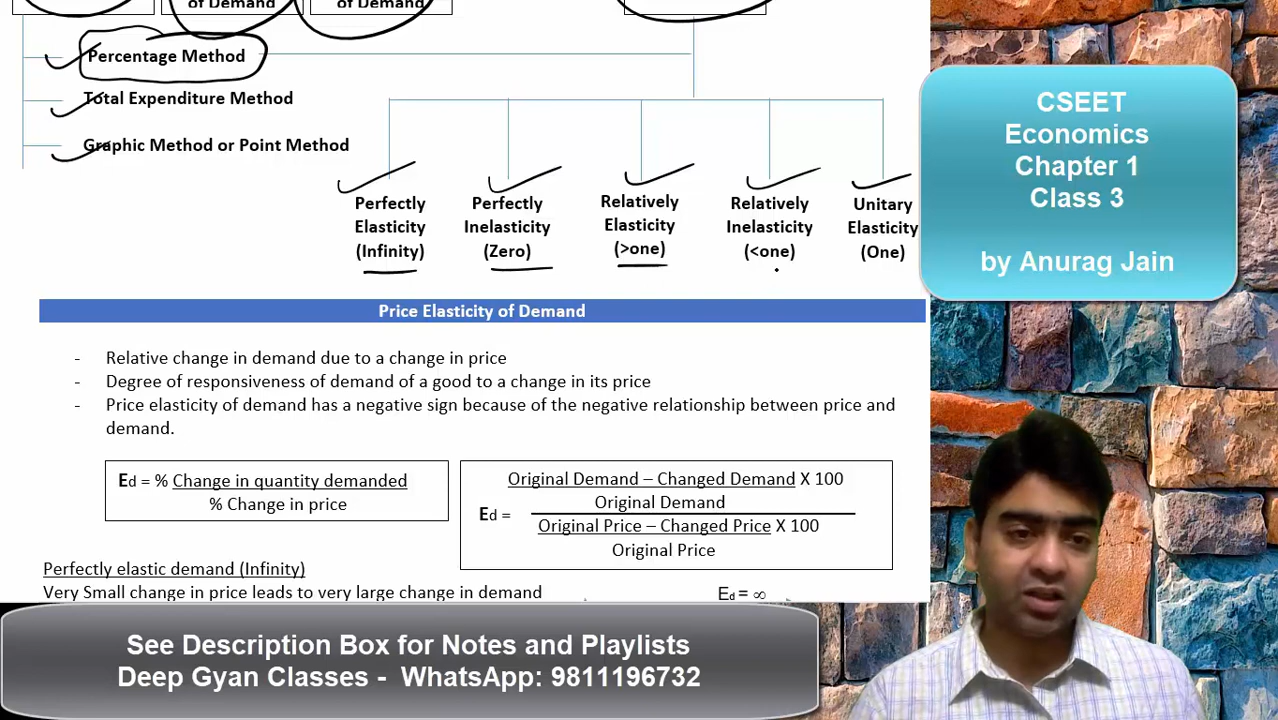 of Demand
of Demand
Percentage Method
Total Expenditure Method
Graphic Method or Point Method
Perfectly
Elasticity
(Infinity)
Perfectly
Inelasticity
(Zero)
Relatively
Elasticity
(>one)
Relatively
Inelasticity
(<one)
Unitary
Elasticity
(One)
CSEET
Economics
Chapter 1
Class 3
by Anurag Jain
Price Elasticity of Demand
- Relative change in demand due to a change in price
- Degree of responsiveness of demand of a good to a change in its price
- Price elasticity of demand has a negative sign because of the negative relationship between price and
demand.
Ed = % Change in quantity demanded
% Change in price
Original Demand – Changed Demand X 100
Original Demand
Ed =
Original Price – Changed Price X 100
Original Price
Perfectly elastic demand (Infinity)
Very Small change in price leads to very large change in demand
Ed = ∞
See Description Box for Notes and Playlists
Deep Gyan Classes - WhatsApp: 9811196732